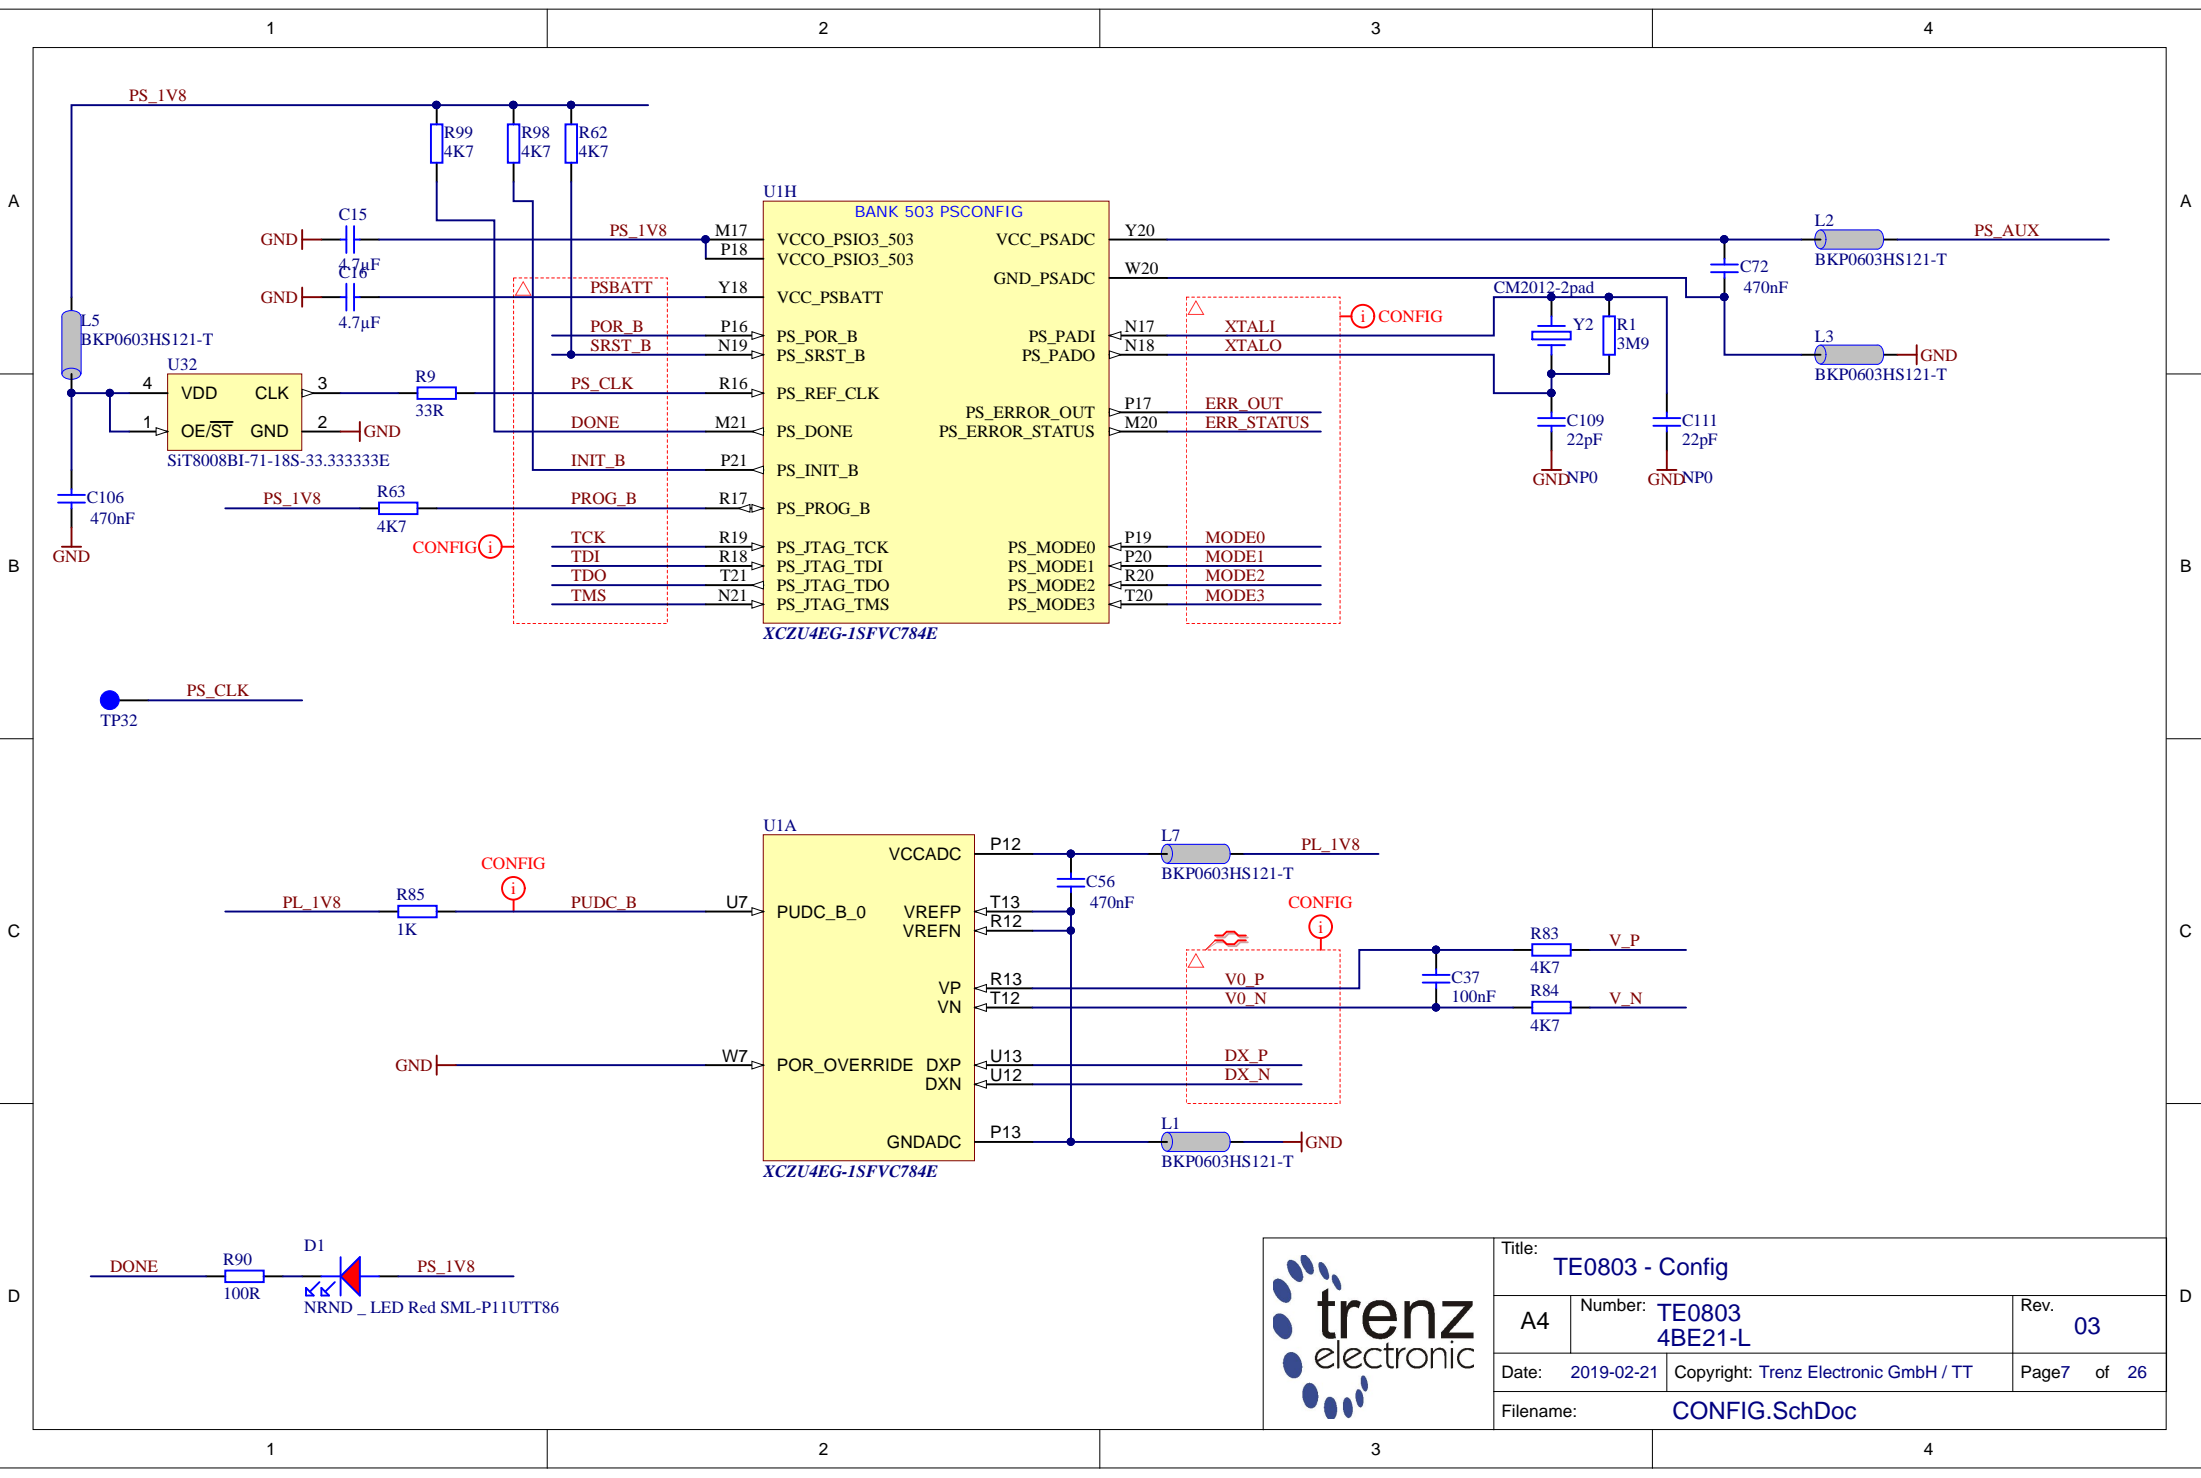 1 2 3 4
PS_1V8
R99
4K7
R98
4K7
R62
4K7
A
A
U1H
BANK 503 PSCONFIG
C15
GND
4.7µF
PS_1V8
M17
P18
VCCO_PSIO3_503
VCCO_PSIO3_503
VCC_PSADC
Y20
L2
BKP0603HS121-T
PS_AUX
C16
GND
4.7µF
PSBATT
Y18
VCC_PSBATT
GND_PSADC
W20
C72
470nF
CM2012-2pad
POR_B
P16
PS_POR_B
SRST_B
N19
PS_SRST_B
PS_PADI
N17
XTALI
PS_PADO
N18
XTALO
CONFIG
Y2
R1
3M9
L3
GND
BKP0603HS121-T
L5
BKP0603HS121-T
U32
4
VDD
CLK
3
1
OE/ST
GND
2
GND
SiT8008BI-71-18S-33.333333E
R9
33R
PS_CLK
R16
PS_REF_CLK
DONE
M21
PS_DONE
PS_ERROR_OUT
P17
ERR_OUT
PS_ERROR_STATUS
M20
ERR_STATUS
C109
22pF
GND
NP0
C111
22pF
GND
NP0
INIT_B
P21
PS_INIT_B
C106
470nF
GND
PS_1V8
R63
4K7
PROG_B
R17
PS_PROG_B
CONFIG
TCK
R19
PS_JTAG_TCK
TDI
R18
PS_JTAG_TDI
TDO
T21
PS_JTAG_TDO
TMS
N21
PS_JTAG_TMS
PS_MODE0
P19
MODE0
PS_MODE1
P20
MODE1
PS_MODE2
R20
MODE2
PS_MODE3
T20
MODE3
B
B
XCZU4EG-1SFVC784E
PS_CLK
TP32
U1A
VCCADC
P12
L7
BKP0603HS121-T
PL_1V8
C56
470nF
CONFIG
PL_1V8
R85
1K
PUDC_B
U7
PUDC_B_0
VREFP
T13
VREFN
R12
C
C
CONFIG
VP
R13
V0_P
VN
T12
V0_N
C37
100nF
R83
4K7
V_P
R84
4K7
V_N
GND
W7
POR_OVERRIDE
DXP
U13
DX_P
DXN
U12
DX_N
GNDADC
P13
L1
GND
BKP0603HS121-T
XCZU4EG-1SFVC784E
DONE
R90
100R
D1
PS_1V8
NRND _ LED Red SML-P11UTT86
D
D
trenz
electronic
Title:
TE0803 - Config
A4
Number: TE0803
4BE21-L
Rev.
03
Date: 2019-02-21
Copyright: Trenz Electronic GmbH / TT
Page7 of 26
Filename: CONFIG.SchDoc
1 2 3 4